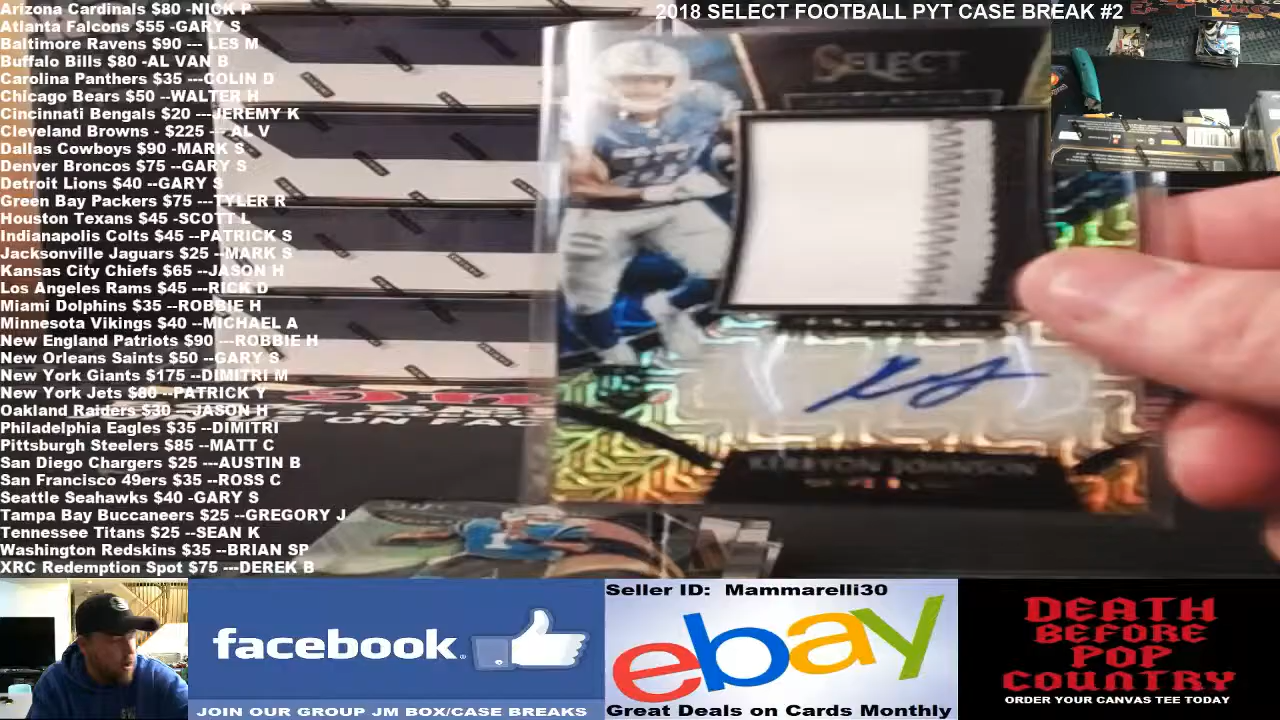 Arizona Cardinals $80 -NICK P
Atlanta Falcons $55 -GARY S
Baltimore Ravens $90 --- LES M
Buffalo Bills $80 -AL VAN B
Carolina Panthers $35 ---COLIN D
Chicago Bears $50 --WALTER H
Cincinnati Bengals $20 ---JEREMY K
Cleveland Browns - $225 --- AL V
Dallas Cowboys $90 -MARK S
Denver Broncos $75 --GARY S
Detroit Lions $40 --GARY S
Green Bay Packers $75 ---TYLER R
Houston Texans $45 -SCOTT L
Indianapolis Colts $45 --PATRICK S
Jacksonville Jaguars $25 --MARK S
Kansas City Chiefs $65 --JASON H
Los Angeles Rams $45 --RICK D
Miami Dolphins $35 --ROBBIE H
Minnesota Vikings $40 --MICHAEL A
New England Patriots $90 ---ROBBIE H
New Orleans Saints $50 --GARY S
New York Giants $175 --DIMITRI M
New York Jets $80 --PATRICK Y
Oakland Raiders $30 --JASON H
Philadelphia Eagles $35 --DIMITRI
Pittsburgh Steelers $85 --MATT C
San Diego Chargers $25 ---AUSTIN B
San Francisco 49ers $35 --ROSS C
Seattle Seahawks $40 -GARY S
Tampa Bay Buccaneers $25 --GREGORY J
Tennessee Titans $25 --SEAN K
Washington Redskins $35 --BRIAN SP
XRC Redemption Spot $75 ---DEREK B
2018 SELECT FOOTBALL PYT CASE BREAK #2
SELECT
KERRYON JOHNSON
facebook
JOIN OUR GROUP JM BOX/CASE BREAKS
Seller ID: Mammarelli30
ebay
Great Deals on Cards Monthly
DEATH
BEFORE
POP
COUNTRY
ORDER YOUR CANVAS TEE TODAY